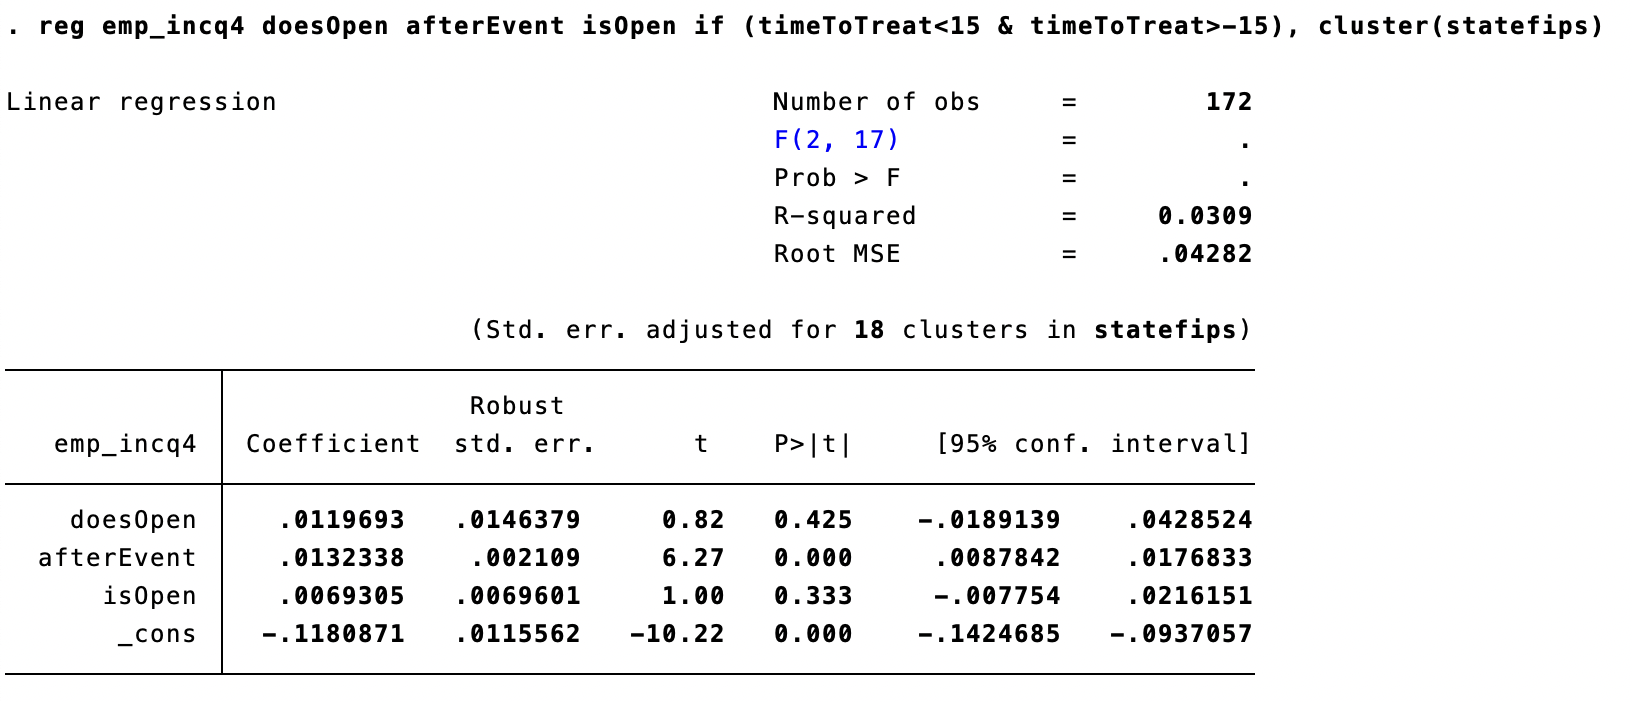 . reg emp_incq4 doesOpen afterEvent isOpen if (timeToTreat<15 & timeToTreat>-15), cluster(statefips)
Linear regression Number of obs = 172
F(2, 17) = .
Prob > F = .
R-squared = 0.0309
Root MSE = .04282
(Std. err. adjusted for 18 clusters in statefips)
Robust
emp_incq4 Coefficient std. err. t P>|t| [95% conf. interval]
doesOpen .0119693 .0146379 0.82 0.425 -.0189139 .0428524
afterEvent .0132338 .002109 6.27 0.000 .0087842 .0176833
isOpen .0069305 .0069601 1.00 0.333 -.007754 .0216151
_cons -.1180871 .0115562 -10.22 0.000 -.1424685 -.0937057